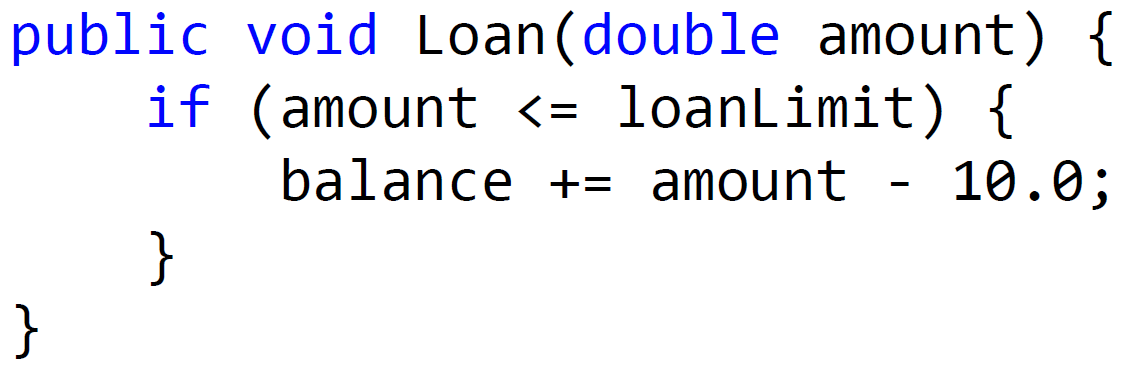 public void Loan(double amount) {
    if (amount <= loanLimit) {
        balance += amount - 10.0;
    }
}